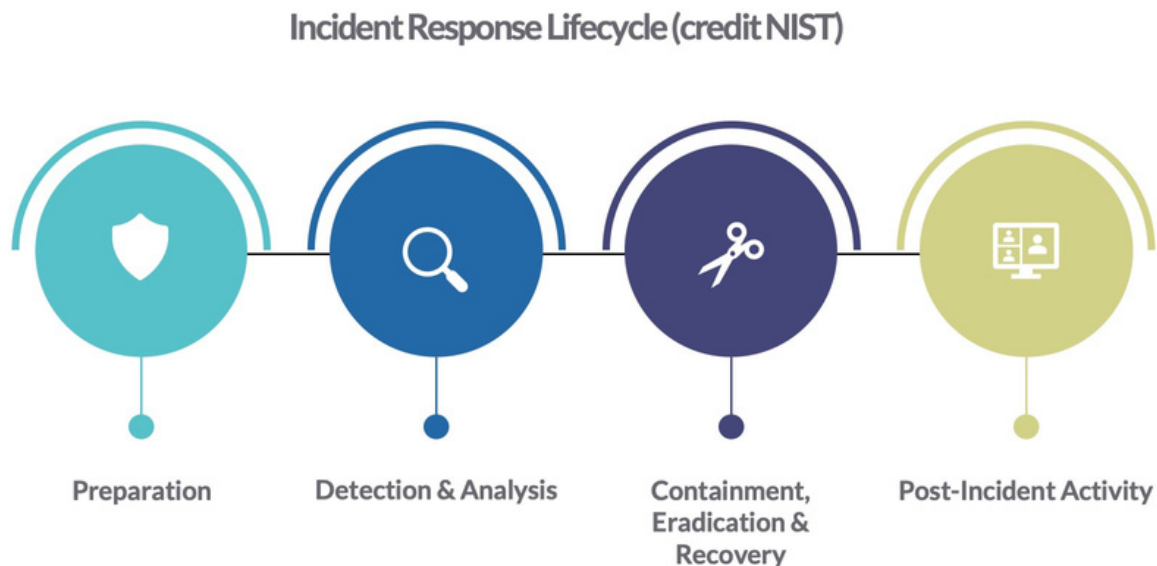 Incident Response Lifecycle (credit NIST)
Preparation
Detection & Analysis
Containment,
Eradication &
Recovery
Post-Incident Activity